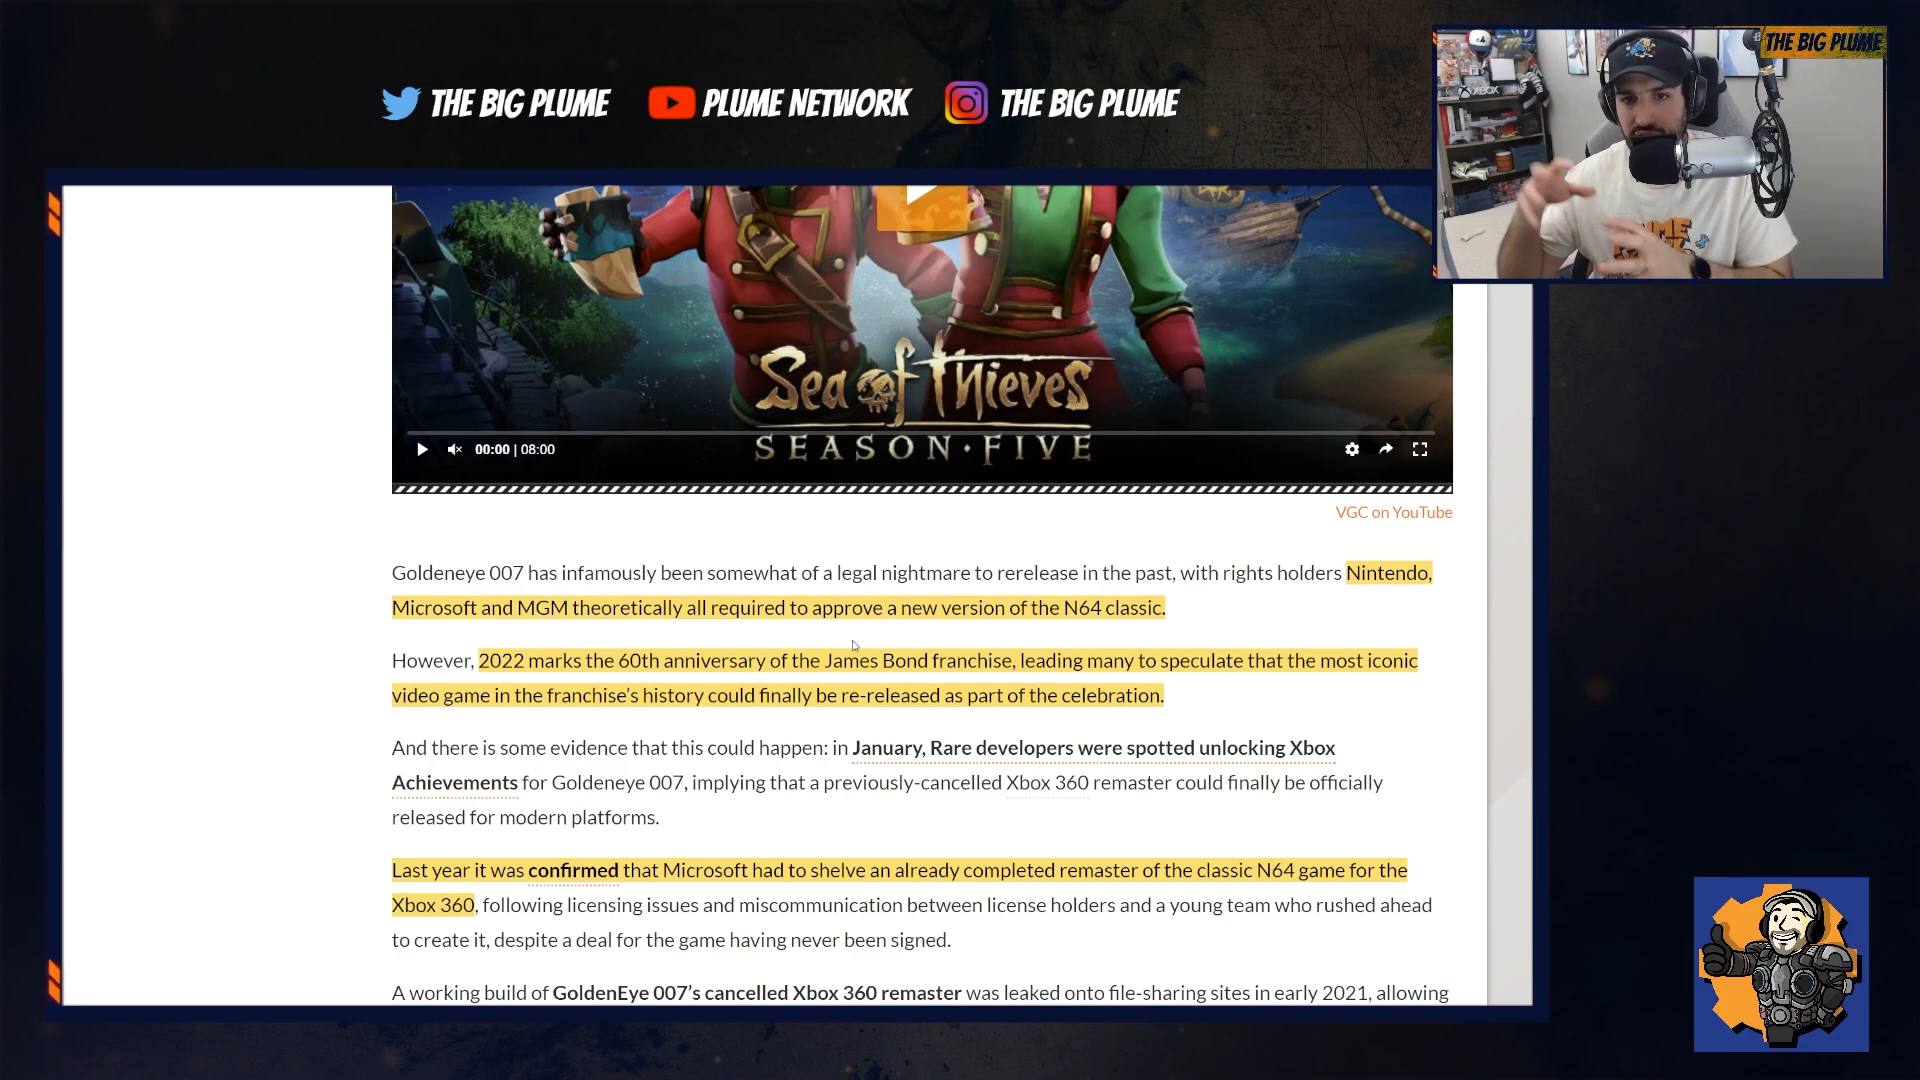 THE BIG PLUME PLUME NETWORK THE BIG PLUME
THE BIG PLUME
XBOX
Sea of Thieves
SEASON • FIVE
00:00 | 08:00
VGC on YouTube
Goldeneye 007 has infamously been somewhat of a legal nightmare to rerelease in the past, with rights holders Nintendo,
Microsoft and MGM theoretically all required to approve a new version of the N64 classic.
However, 2022 marks the 60th anniversary of the James Bond franchise, leading many to speculate that the most iconic
video game in the franchise’s history could finally be re-released as part of the celebration.
And there is some evidence that this could happen: in January, Rare developers were spotted unlocking Xbox
Achievements for Goldeneye 007, implying that a previously-cancelled Xbox 360 remaster could finally be officially
released for modern platforms.
Last year it was confirmed that Microsoft had to shelve an already completed remaster of the classic N64 game for the
Xbox 360, following licensing issues and miscommunication between license holders and a young team who rushed ahead
to create it, despite a deal for the game having never been signed.
A working build of GoldenEye 007’s cancelled Xbox 360 remaster was leaked onto file-sharing sites in early 2021, allowing